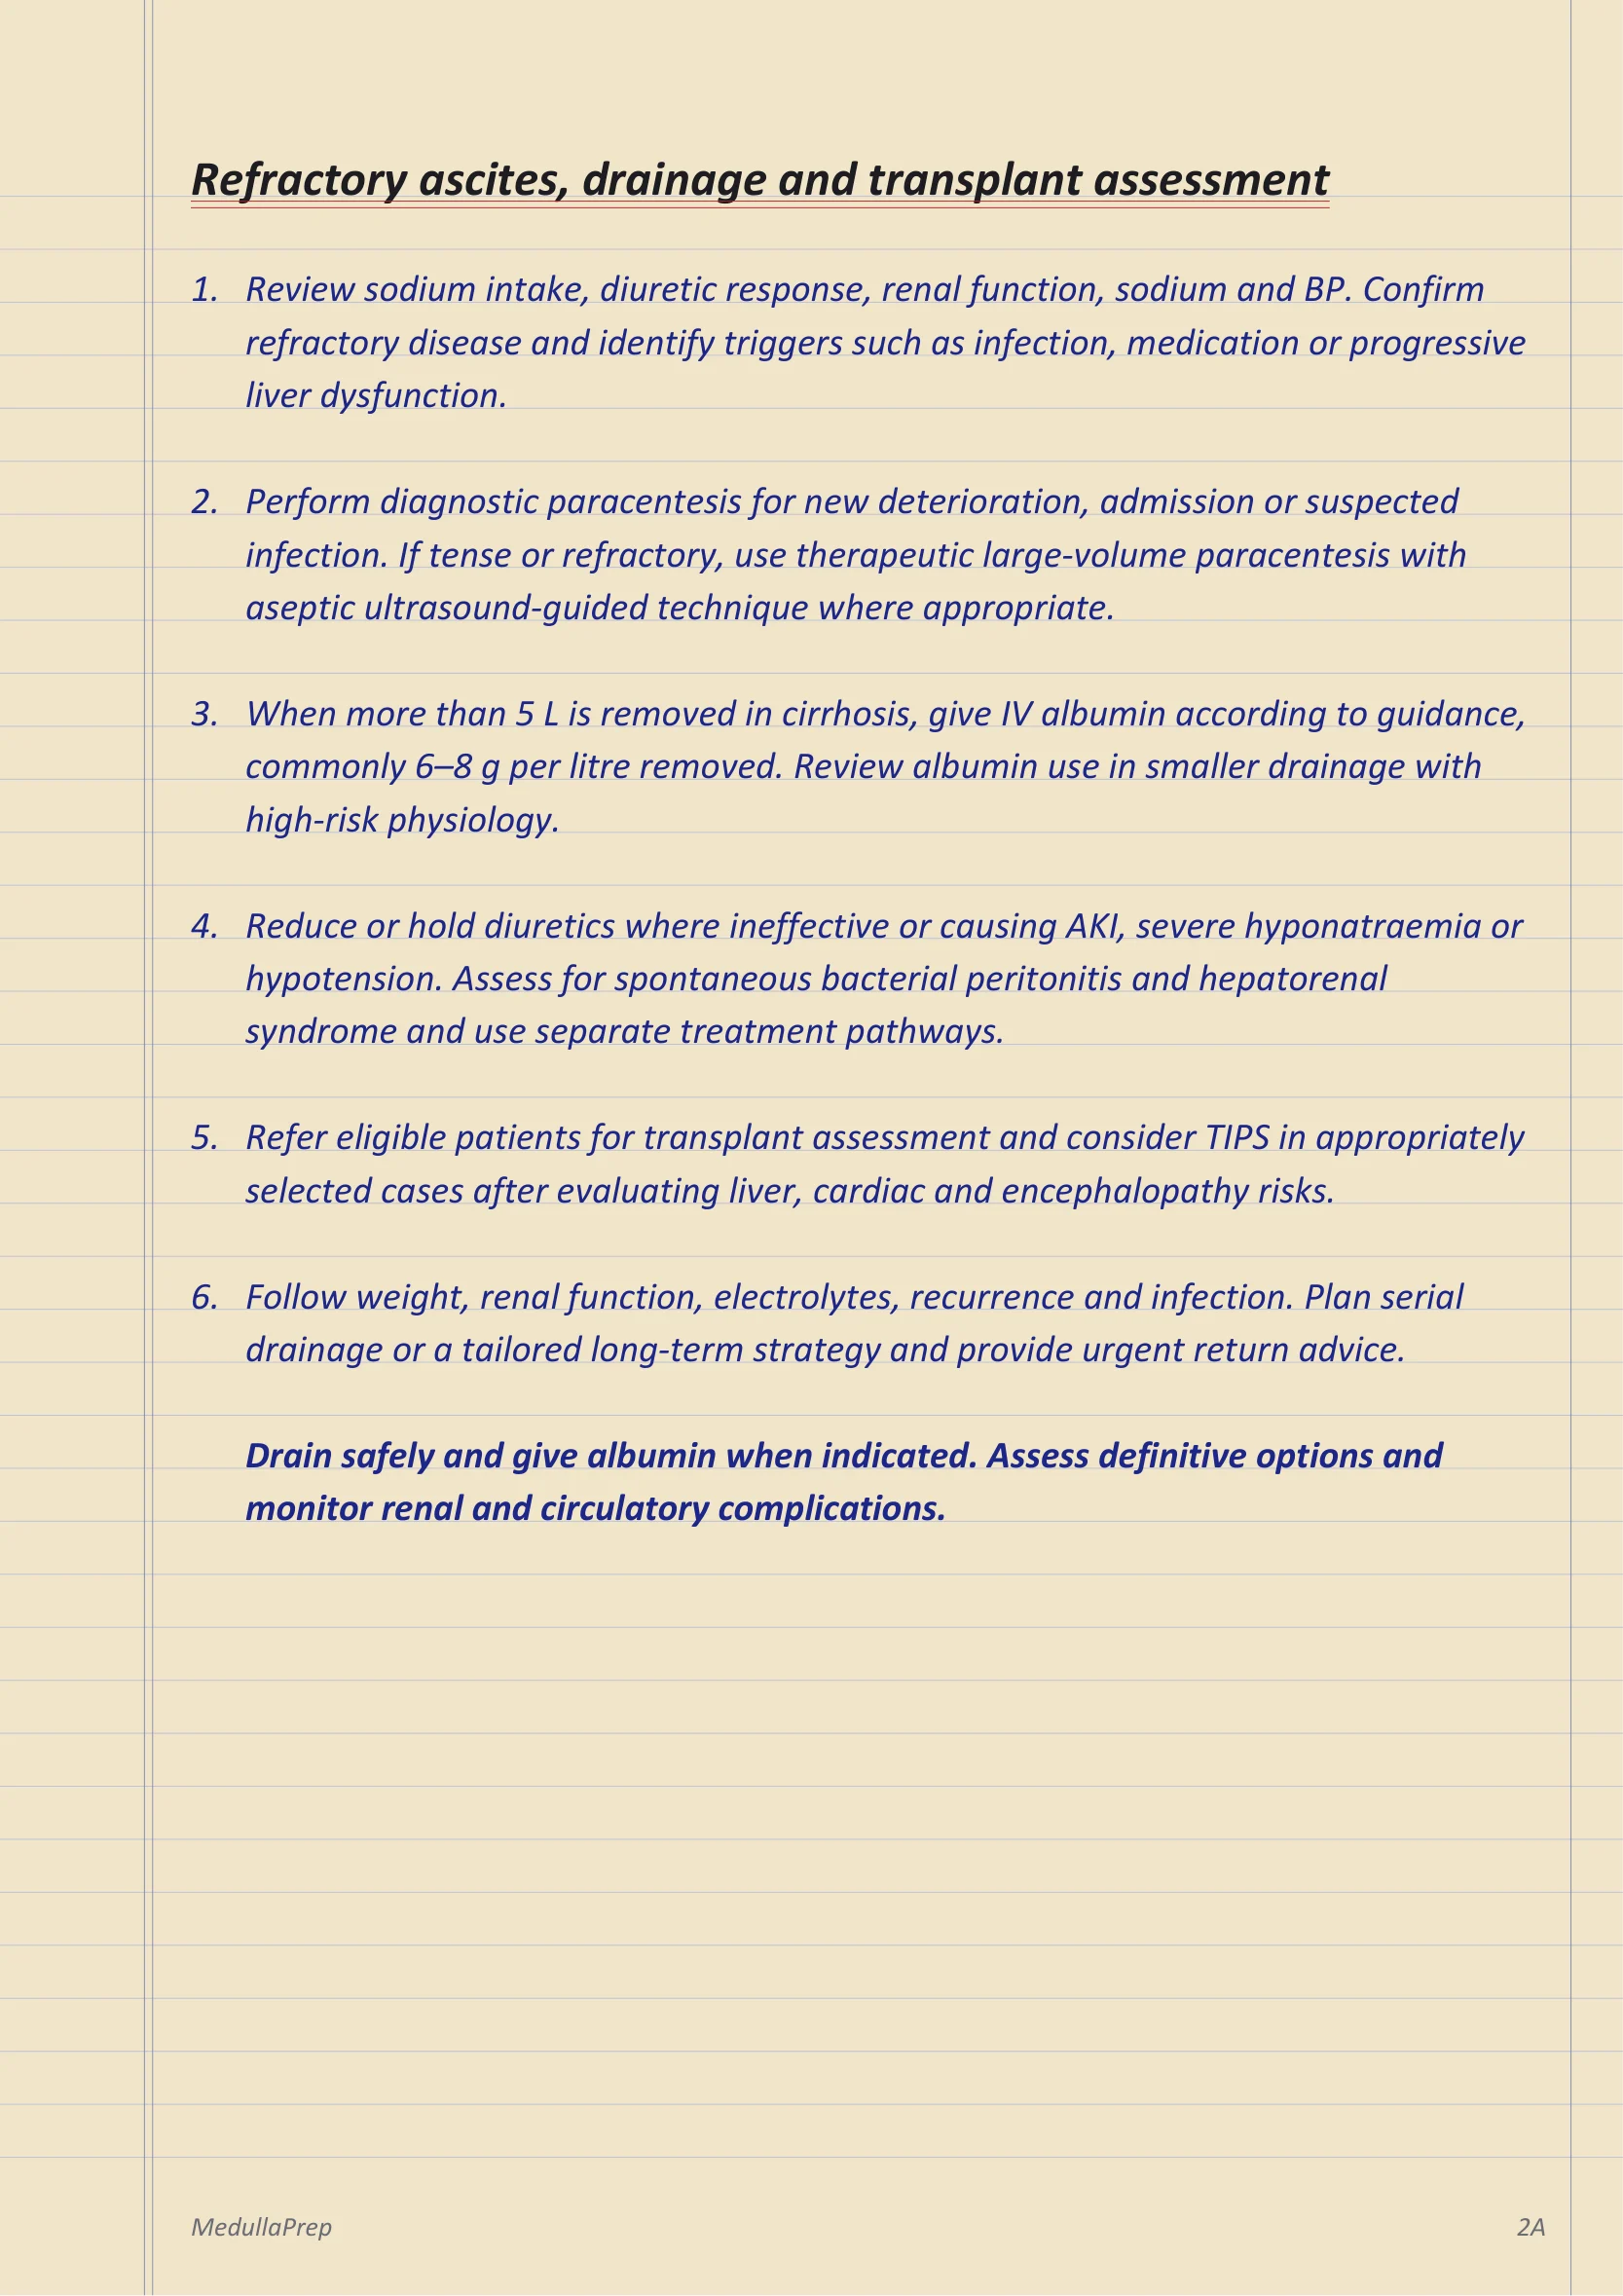 Refractory ascites, drainage and transplant assessment
1. Review sodium intake, diuretic response, renal function, sodium and BP. Confirm
refractory disease and identify triggers such as infection, medication or progressive
liver dysfunction.
2. Perform diagnostic paracentesis for new deterioration, admission or suspected
infection. If tense or refractory, use therapeutic large-volume paracentesis with
aseptic ultrasound-guided technique where appropriate.
3. When more than 5 L is removed in cirrhosis, give IV albumin according to guidance,
commonly 6–8 g per litre removed. Review albumin use in smaller drainage with
high-risk physiology.
4. Reduce or hold diuretics where ineffective or causing AKI, severe hyponatraemia or
hypotension. Assess for spontaneous bacterial peritonitis and hepatorenal
syndrome and use separate treatment pathways.
5. Refer eligible patients for transplant assessment and consider TIPS in appropriately
selected cases after evaluating liver, cardiac and encephalopathy risks.
6. Follow weight, renal function, electrolytes, recurrence and infection. Plan serial
drainage or a tailored long-term strategy and provide urgent return advice.
Drain safely and give albumin when indicated. Assess definitive options and
monitor renal and circulatory complications.
MedullaPrep
2A